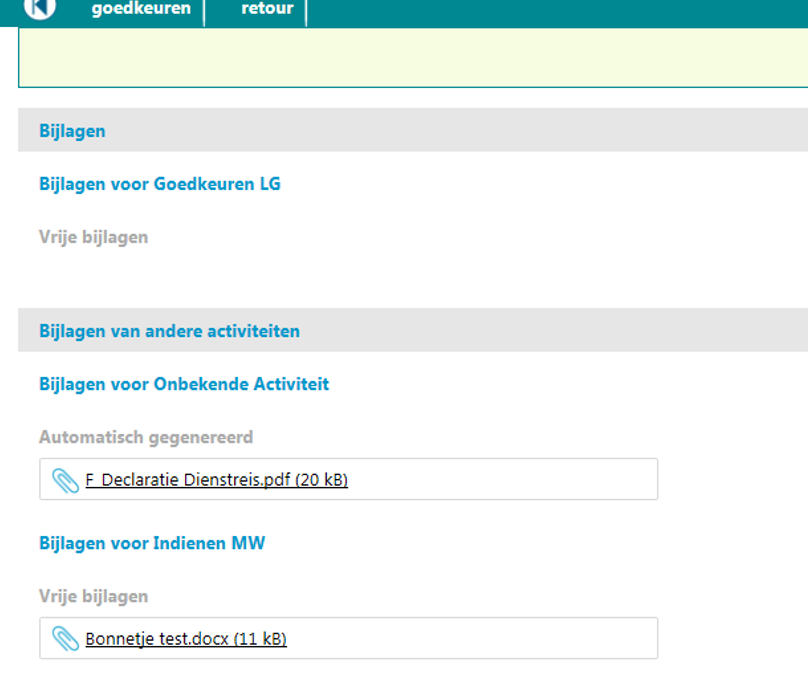 goedkeuren retour
Bijlagen
Bijlagen voor Goedkeuren LG
Vrije bijlagen
Bijlagen van andere activiteiten
Bijlagen voor Onbekende Activiteit
Automatisch gegenereerd
F_Declaratie Dienstreis.pdf (20 kB)
Bijlagen voor Indienen MW
Vrije bijlagen
Bonnetje test.docx (11 kB)